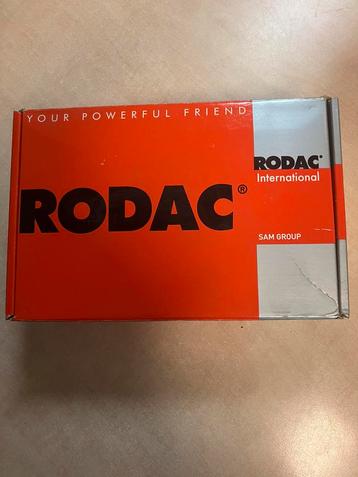 YOUR POWERFUL FRIEND
RODAC®
RODAC®
International
SAM GROUP